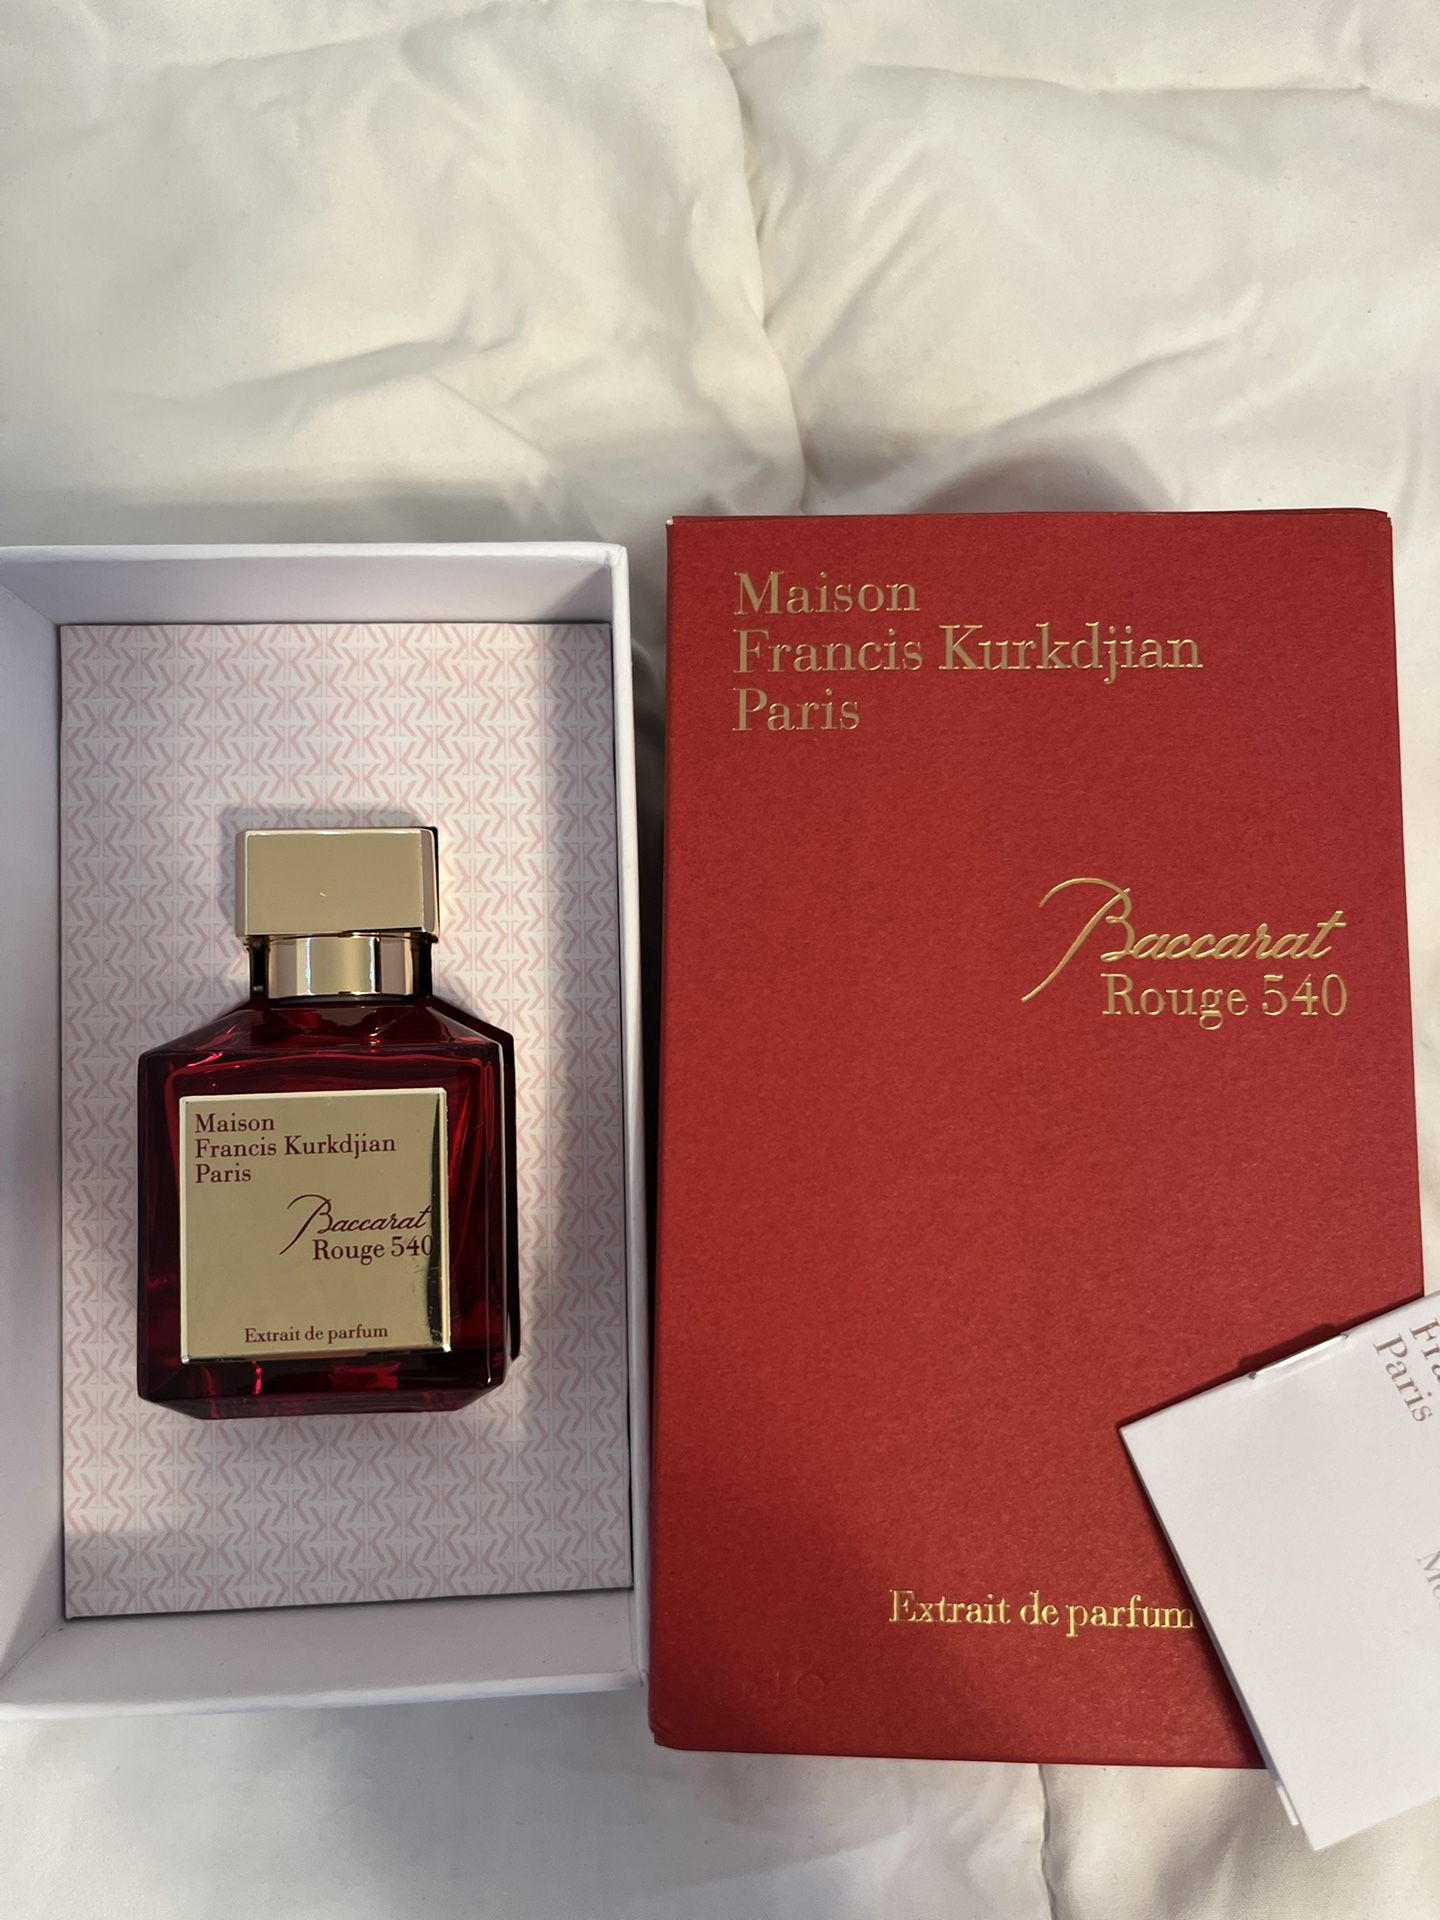 Maison
Francis Kurkdjian
Paris
Baccarat
Rouge 540
Extrait de parfum
Maison
Francis Kurkdjian
Paris
Baccarat
Rouge 540
Extrait de parfum
Paris